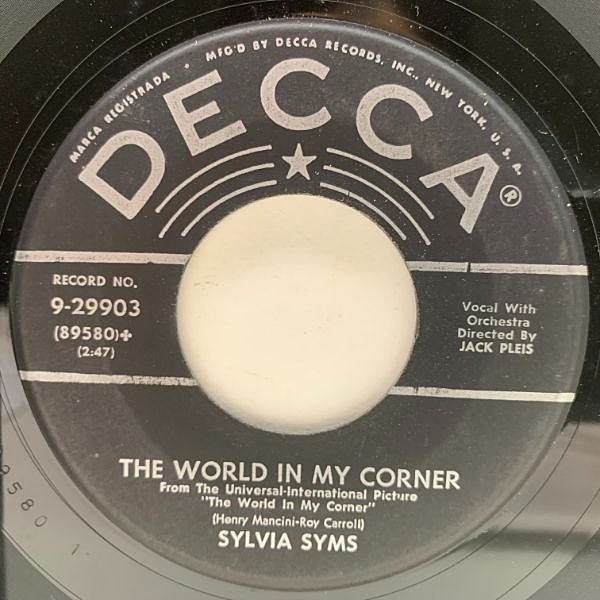 MARCA REGISTRADA • MFG'D BY DECCA RECORDS, INC., NEW YORK, U. S. A.
DECCA®
RECORD NO.
9-29903
(89580)✚
(2:47)
Vocal With
Orchestra
Directed By
JACK PLEIS
THE WORLD IN MY CORNER
From The Universal-International Picture
"The World In My Corner"
(Henry Mancini-Roy Carroll)
SYLVIA SYMS
9580 1